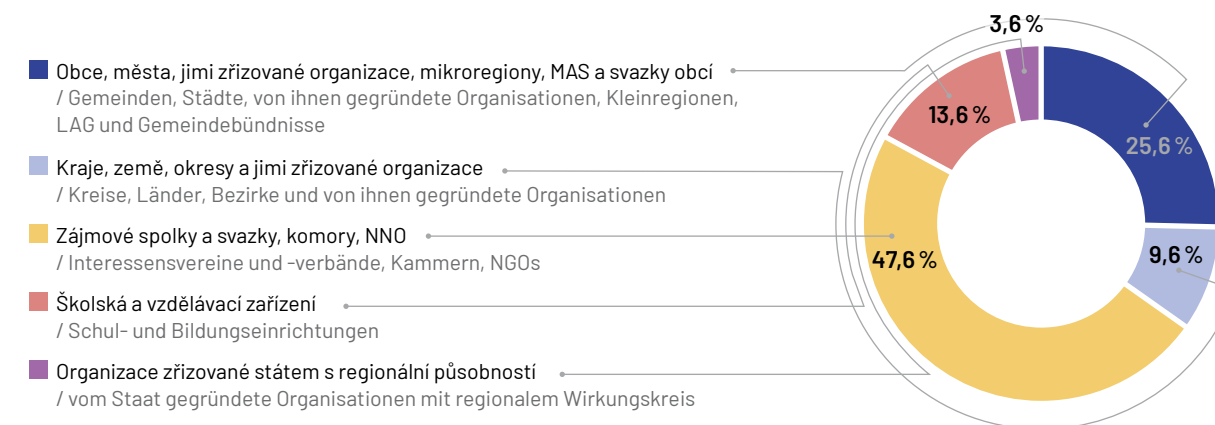 3,6 %
Obce, města, jimi zřizované organizace, mikroregiony, MAS a svazky obcí
/ Gemeinden, Städte, von ihnen gegründete Organisationen, Kleinregionen,
LAG und Gemeindebündnisse
13,6 %
25,6 %
Kraje, země, okresy a jimi zřizované organizace
/ Kreise, Länder, Bezirke und von ihnen gegründete Organisationen
Zájmové spolky a svazky, komory, NNO
/ Interessensvereine und -verbände, Kammern, NGOs
47,6 %
9,6 %
Školská a vzdělávací zařízení
/ Schul- und Bildungseinrichtungen
Organizace zřizované státem s regionální působností
/ vom Staat gegründete Organisationen mit regionalem Wirkungskreis